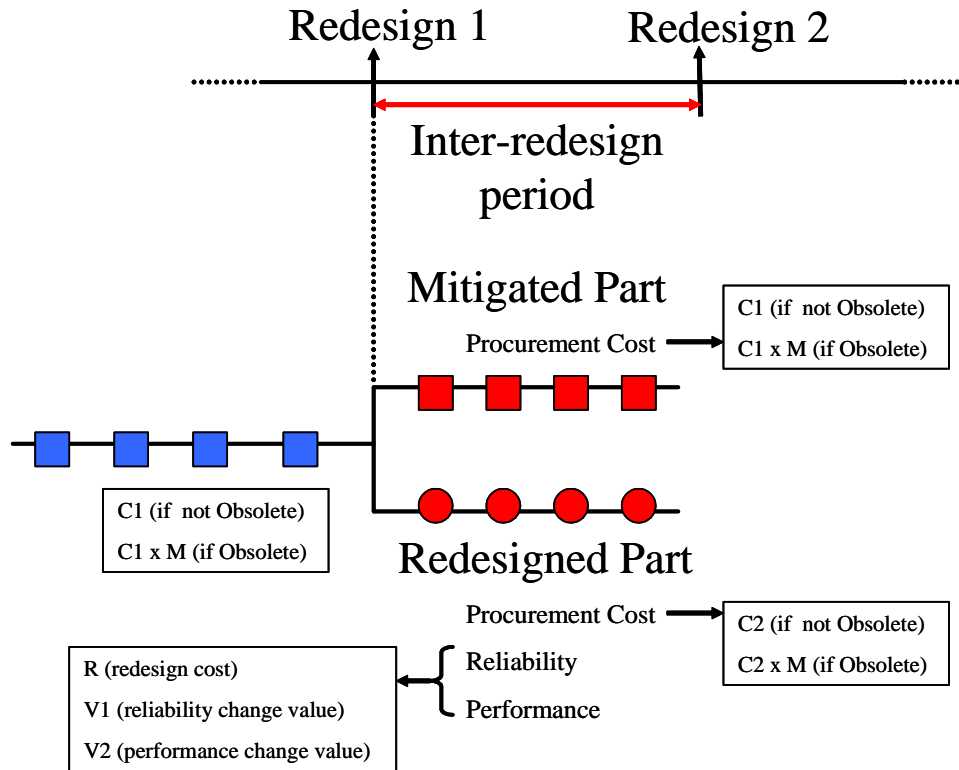 Redesign 1
Redesign 2
Inter-redesign
period
Mitigated Part
Procurement Cost
C1 (if not Obsolete)
C1 x M (if Obsolete)
C1 (if not Obsolete)
C1 x M (if Obsolete)
Redesigned Part
Procurement Cost
C2 (if not Obsolete)
C2 x M (if Obsolete)
Reliability
Performance
R (redesign cost)
V1 (reliability change value)
V2 (performance change value)